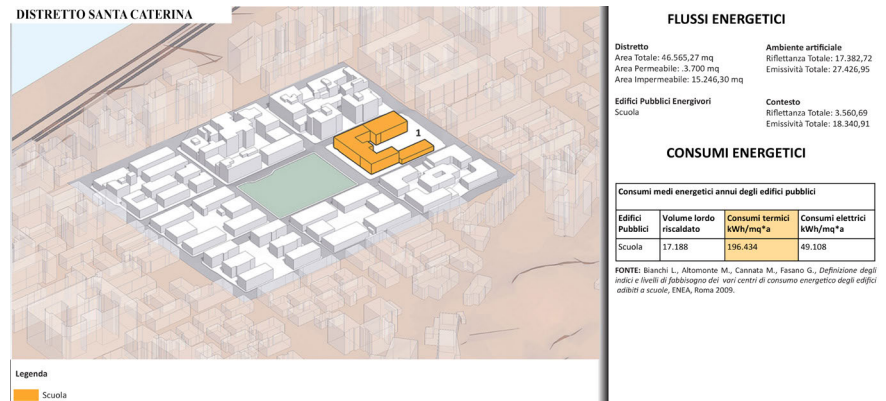 DISTRETTO SANTA CATERINA
1
Legenda
Scuola
FLUSSI ENERGETICI
Distretto
Area Totale: 46.565,27 mq
Area Permeabile: .3.700 mq
Area Impermeabile: 15.246,30 mq
Edifici Pubblici Energivori
Scuola
Ambiente artificiale
Riflettanza Totale: 17.382,72
Emissività Totale: 27.426,95
Contesto
Riflettanza Totale: 3.560,69
Emissività Totale: 18.340,91
CONSUMI ENERGETICI
Consumi medi energetici annui degli edifici pubblici
Edifici Pubblici
Volume lordo riscaldato
Consumi termici kWh/mq*a
Consumi elettrici kWh/mq*a
Scuola 17.188 196.434 49.108
FONTE: Bianchi L., Altomonte M., Cannata M., Fasano G., Definizione degli
indici e livelli di fabbisogno dei vari centri di consumo energetico degli edifici
adibiti a scuole, ENEA, Roma 2009.